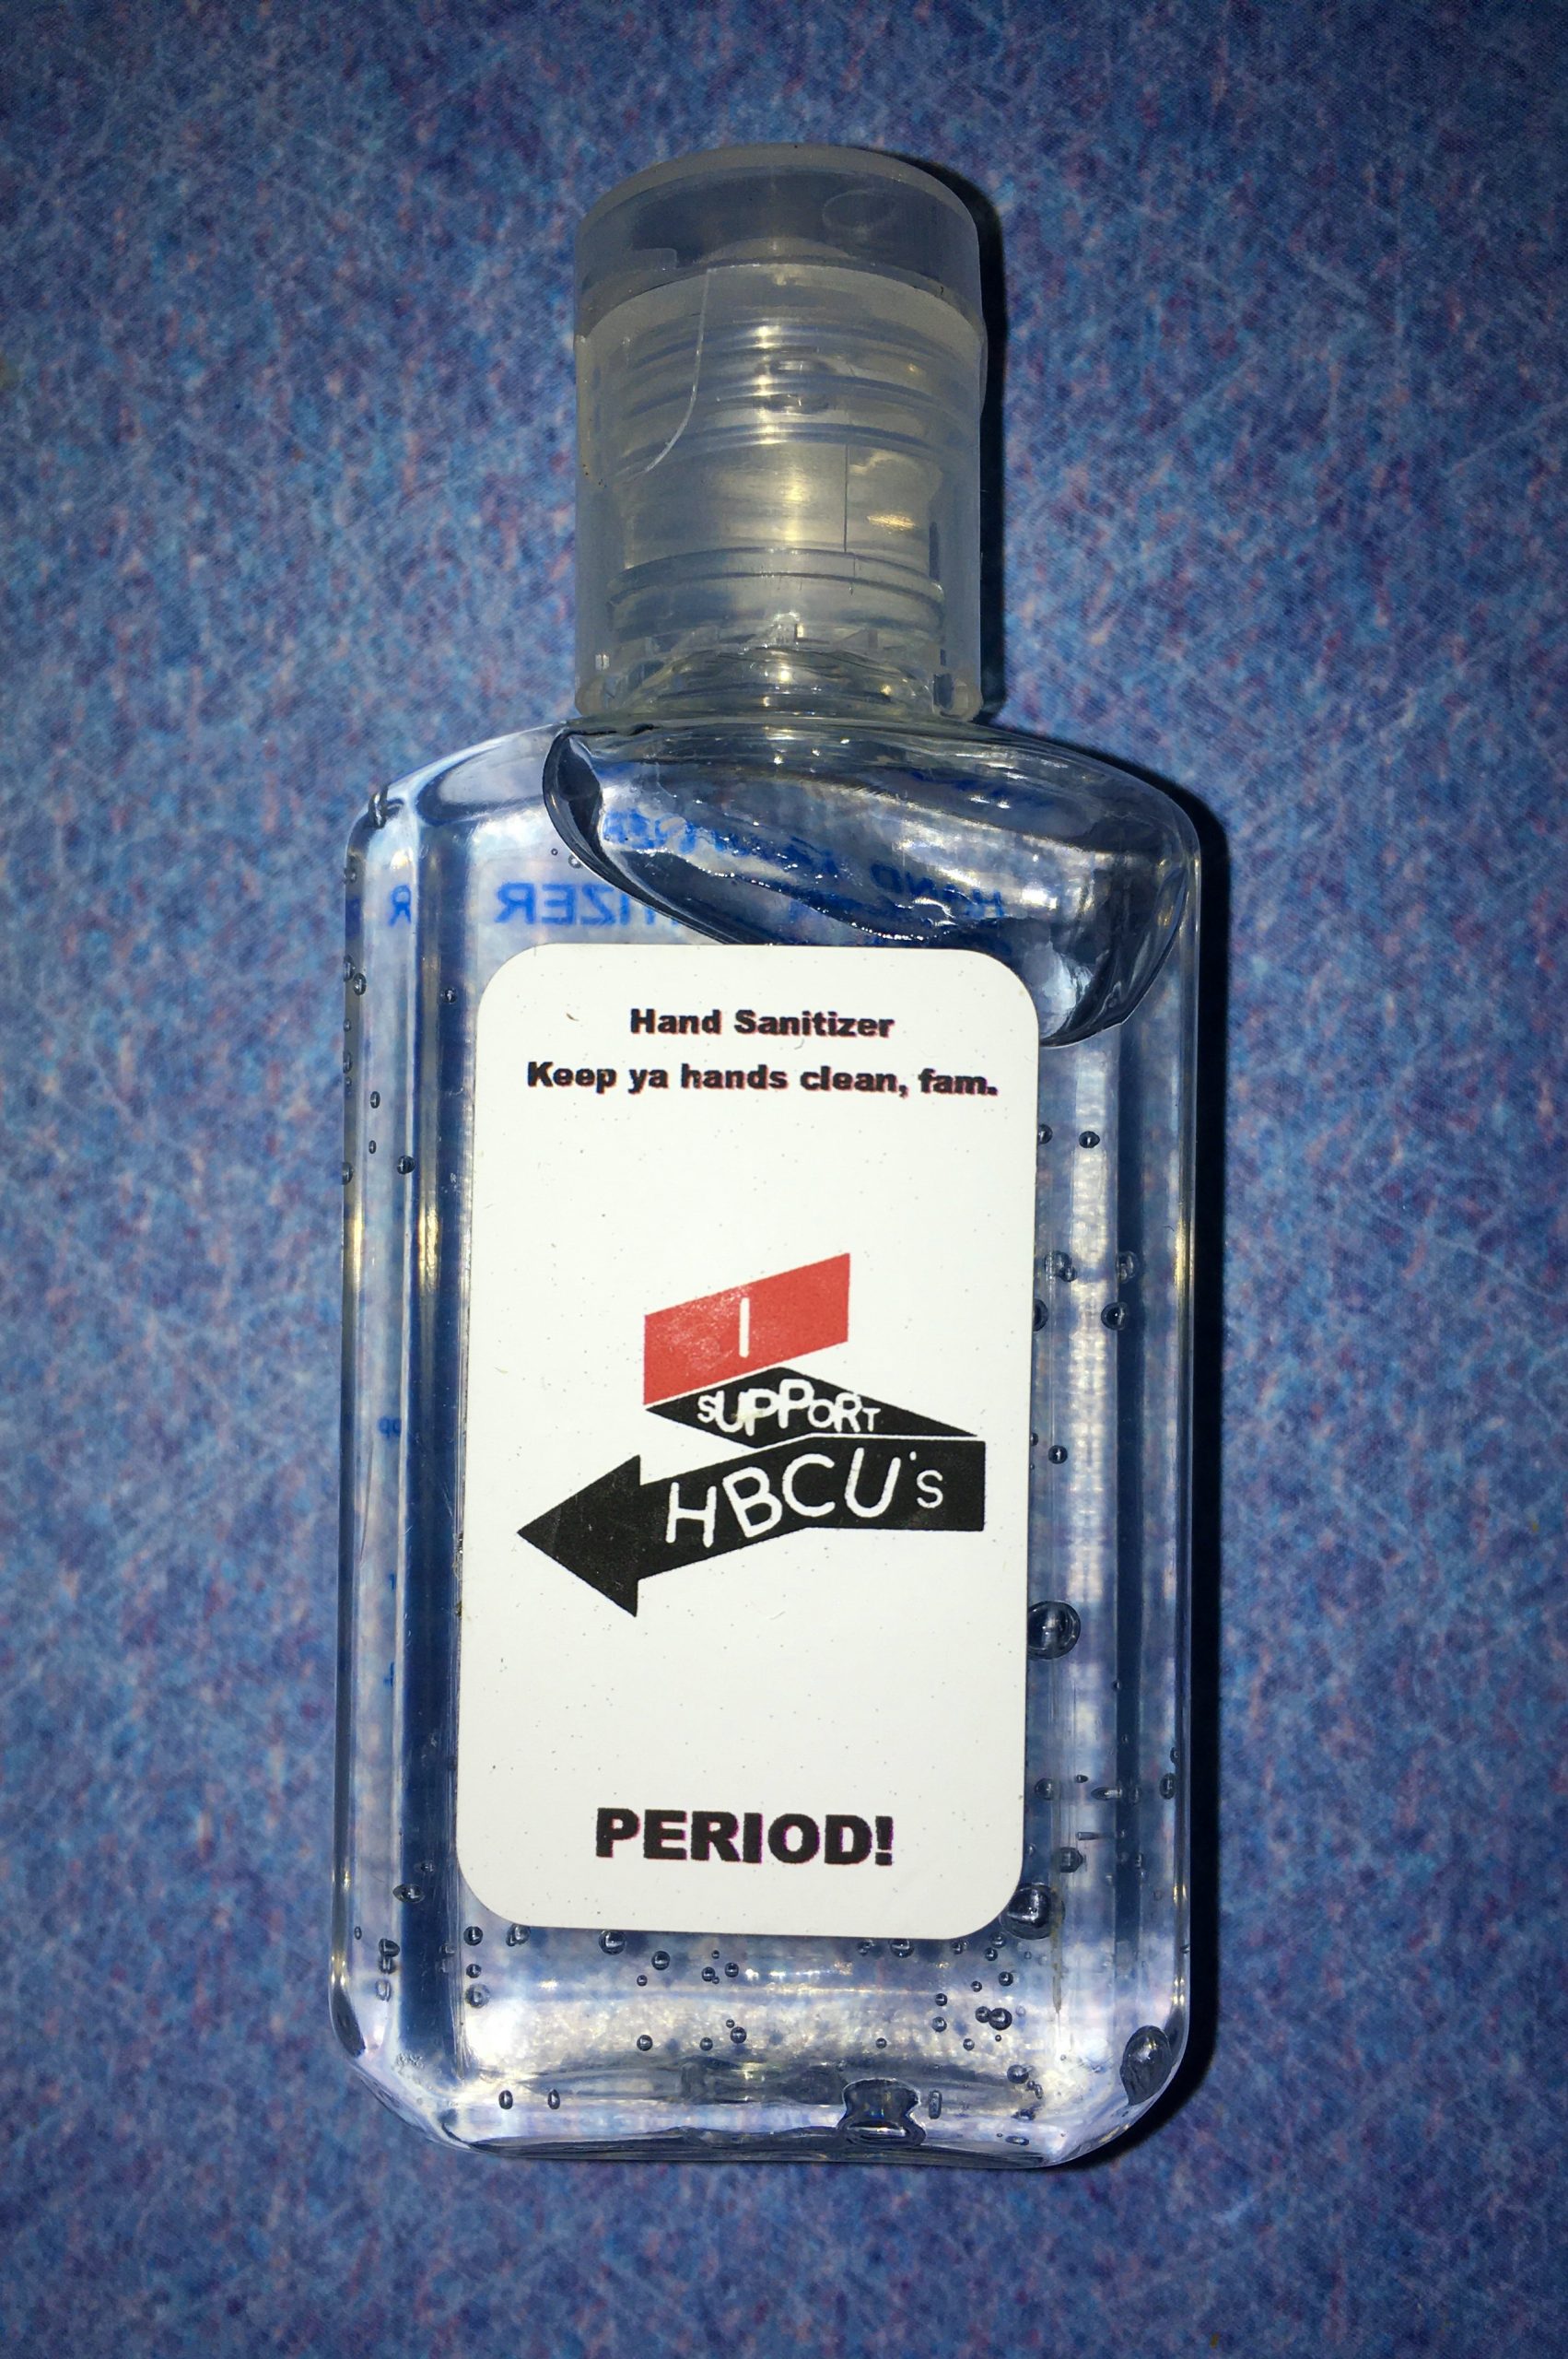 Hand Sanitizer
Keep ya hands clean, fam.
I
SUPPORT
HBCU's
PERIOD!